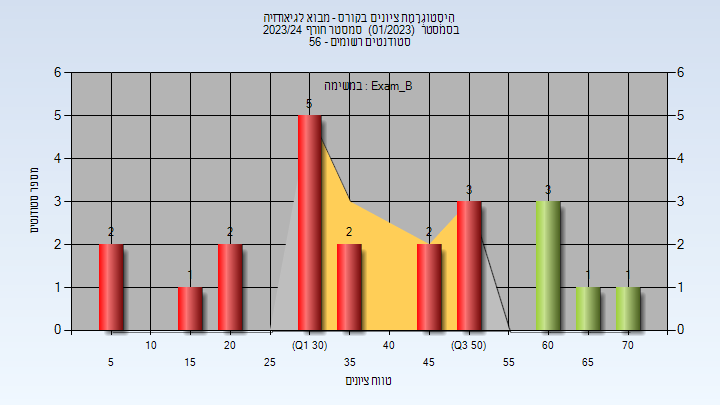 היסטוגרמת ציונים בקורס - מבוא לגיאודזיה
בסמסטר (01/2023) סמסטר חורף 2023/24
סטודנטים רשומים - 56
במשימה : Exam_B
מספר סטודנטים
6 6
5 5
4 4
3 3
2 2
1 1
0 0
2 1 2 5 2 2 3 3 1 1
10 20 (Q1 30) 40 (Q3 50) 60 70
5 15 25 35 45 55 65
טווח ציונים